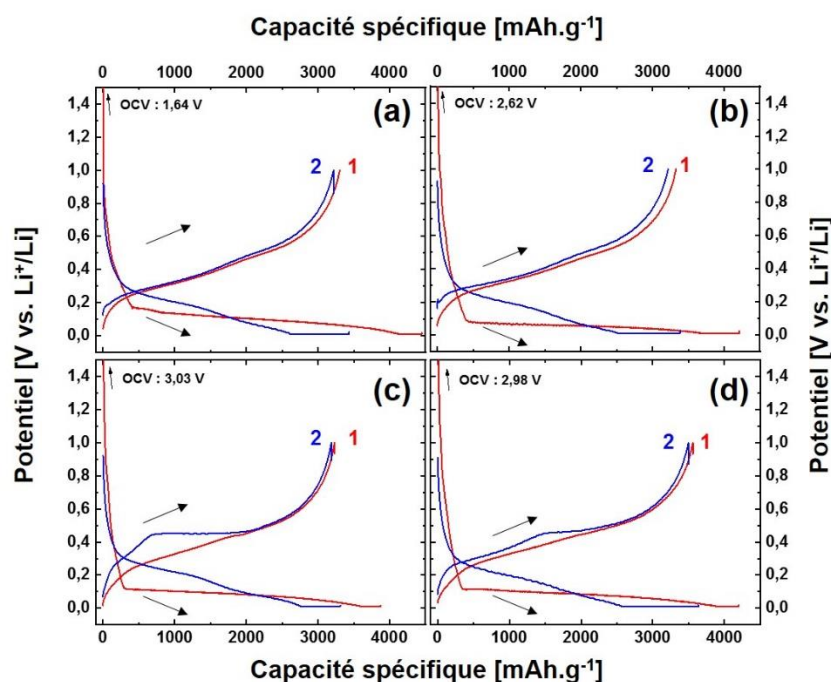 Capacité spécifique [mAh.g⁻¹]
0 1000 2000 3000 4000 0 1000 2000 3000 4000
1,4 OCV : 1,64 V (a) OCV : 2,62 V (b) 1,4
1,2 1,2
1,0 2 1 2 1 1,0
0,8 0,8
0,6 0,6
0,4 0,4
0,2 0,2
0,0 0,0
Potentiel [V vs. Li⁺/Li]
Potentiel [V vs. Li⁺/Li]
1,4 OCV : 3,03 V (c) OCV : 2,98 V (d) 1,4
1,2 1,2
1,0 2 1 2 1 1,0
0,8 0,8
0,6 0,6
0,4 0,4
0,2 0,2
0,0 0,0
0 1000 2000 3000 4000 0 1000 2000 3000 4000
Capacité spécifique [mAh.g⁻¹]